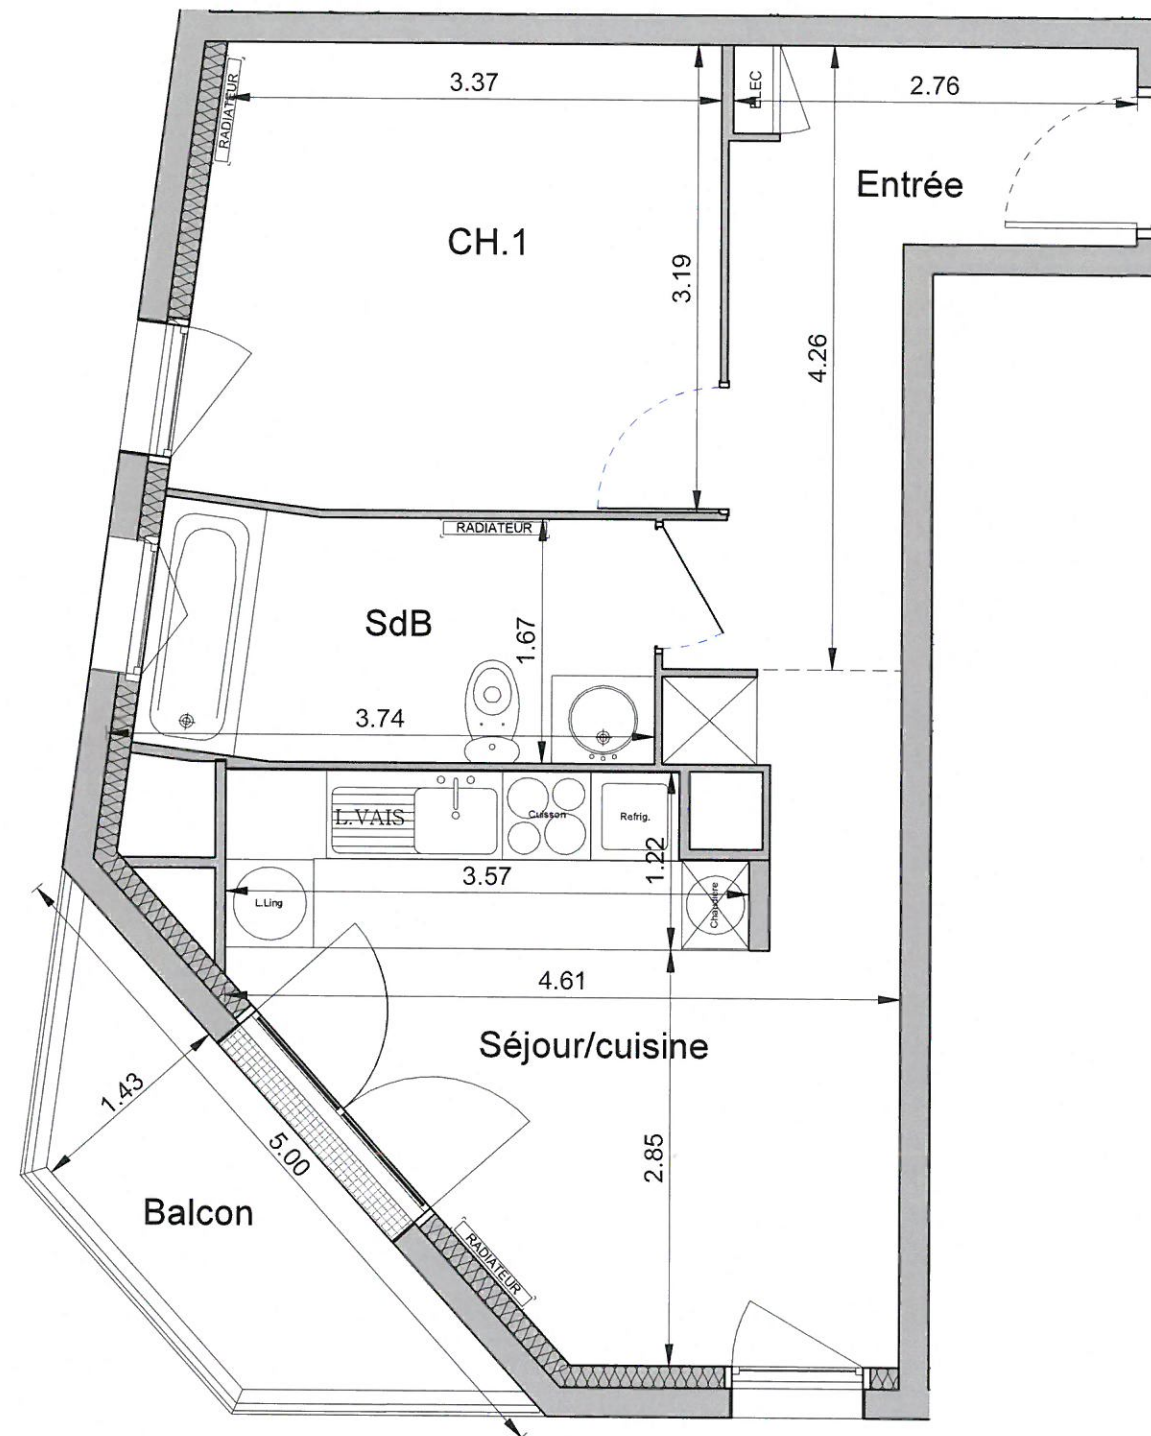 3.37
RADIATEUR
ELEC
2.76
Entrée
CH.1
3.19
4.26
RADIATEUR
SdB
1.67
3.74
L.VAIS
Cuisson
Refrig.
1.22
3.57
L.Ling
Chaudière
4.61
Séjour/cuisine
1.43
5.00
2.85
Balcon
RADIATEUR